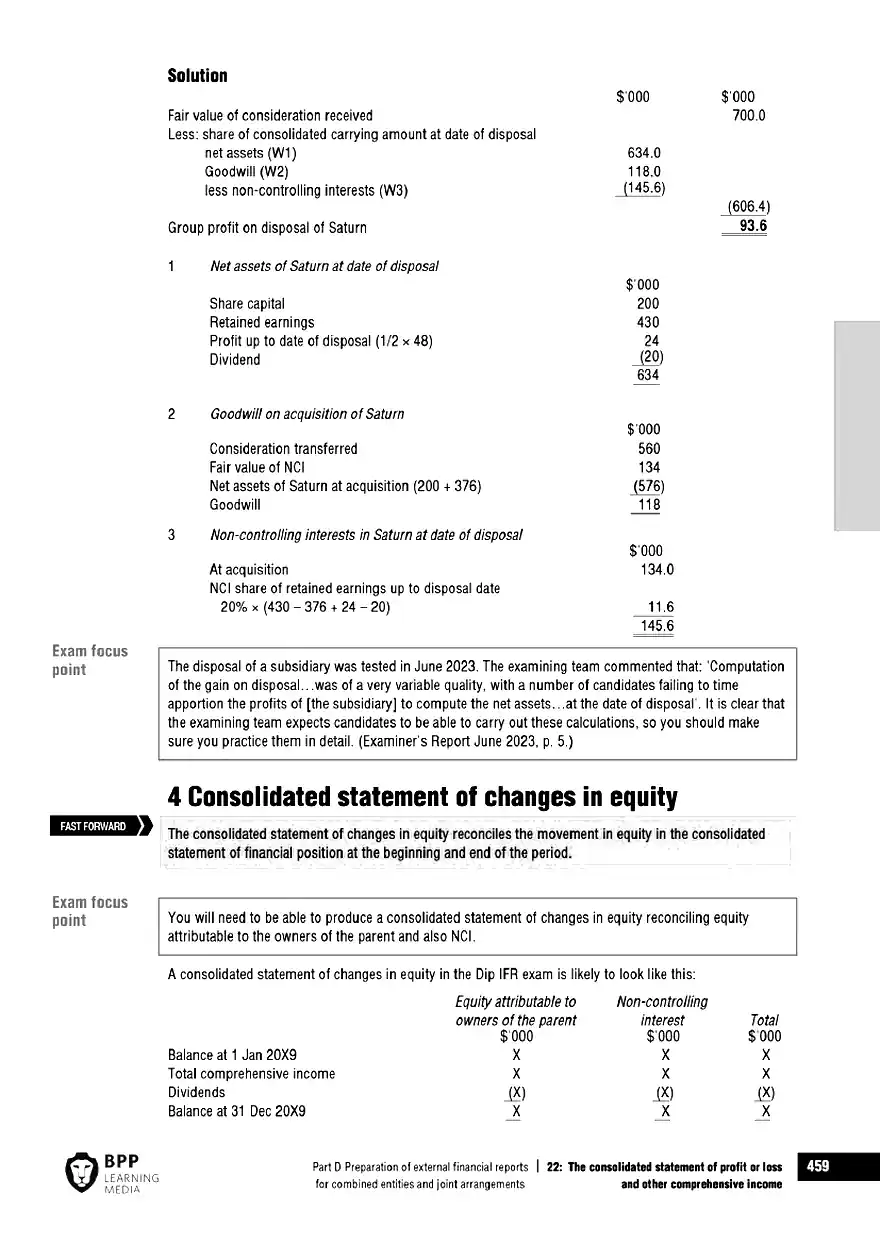 Solution
$'000 $'000
Fair value of consideration received 700.0
Less: share of consolidated carrying amount at date of disposal
net assets (W1) 634.0
Goodwill (W2) 118.0
less non-controlling interests (W3) (145.6)
(606.4)
Group profit on disposal of Saturn 93.6
1 Net assets of Saturn at date of disposal
$'000
Share capital 200
Retained earnings 430
Profit up to date of disposal (1/2 × 48) 24
Dividend (20)
634
2 Goodwill on acquisition of Saturn
$'000
Consideration transferred 560
Fair value of NCI 134
Net assets of Saturn at acquisition (200 + 376) (576)
Goodwill 118
3 Non-controlling interests in Saturn at date of disposal
$'000
At acquisition 134.0
NCI share of retained earnings up to disposal date
20% × (430 – 376 + 24 – 20) 11.6
145.6
Exam focus
point
The disposal of a subsidiary was tested in June 2023. The examining team commented that: 'Computation
of the gain on disposal…was of a very variable quality, with a number of candidates failing to time
apportion the profits of [the subsidiary] to compute the net assets…at the date of disposal'. It is clear that
the examining team expects candidates to be able to carry out these calculations, so you should make
sure you practice them in detail. (Examiner's Report June 2023, p. 5.)
4 Consolidated statement of changes in equity
FAST FORWARD
The consolidated statement of changes in equity reconciles the movement in equity in the consolidated
statement of financial position at the beginning and end of the period.
Exam focus
point
You will need to be able to produce a consolidated statement of changes in equity reconciling equity
attributable to the owners of the parent and also NCI.
A consolidated statement of changes in equity in the Dip IFR exam is likely to look like this:
Equity attributable to Non-controlling
owners of the parent interest Total
$'000 $'000 $'000
Balance at 1 Jan 20X9 X X X
Total comprehensive income X X X
Dividends (X) (X) (X)
Balance at 31 Dec 20X9 X X X
BPP
LEARNING
MEDIA
Part D Preparation of external financial reports | 22: The consolidated statement of profit or loss 459
for combined entities and joint arrangements and other comprehensive income